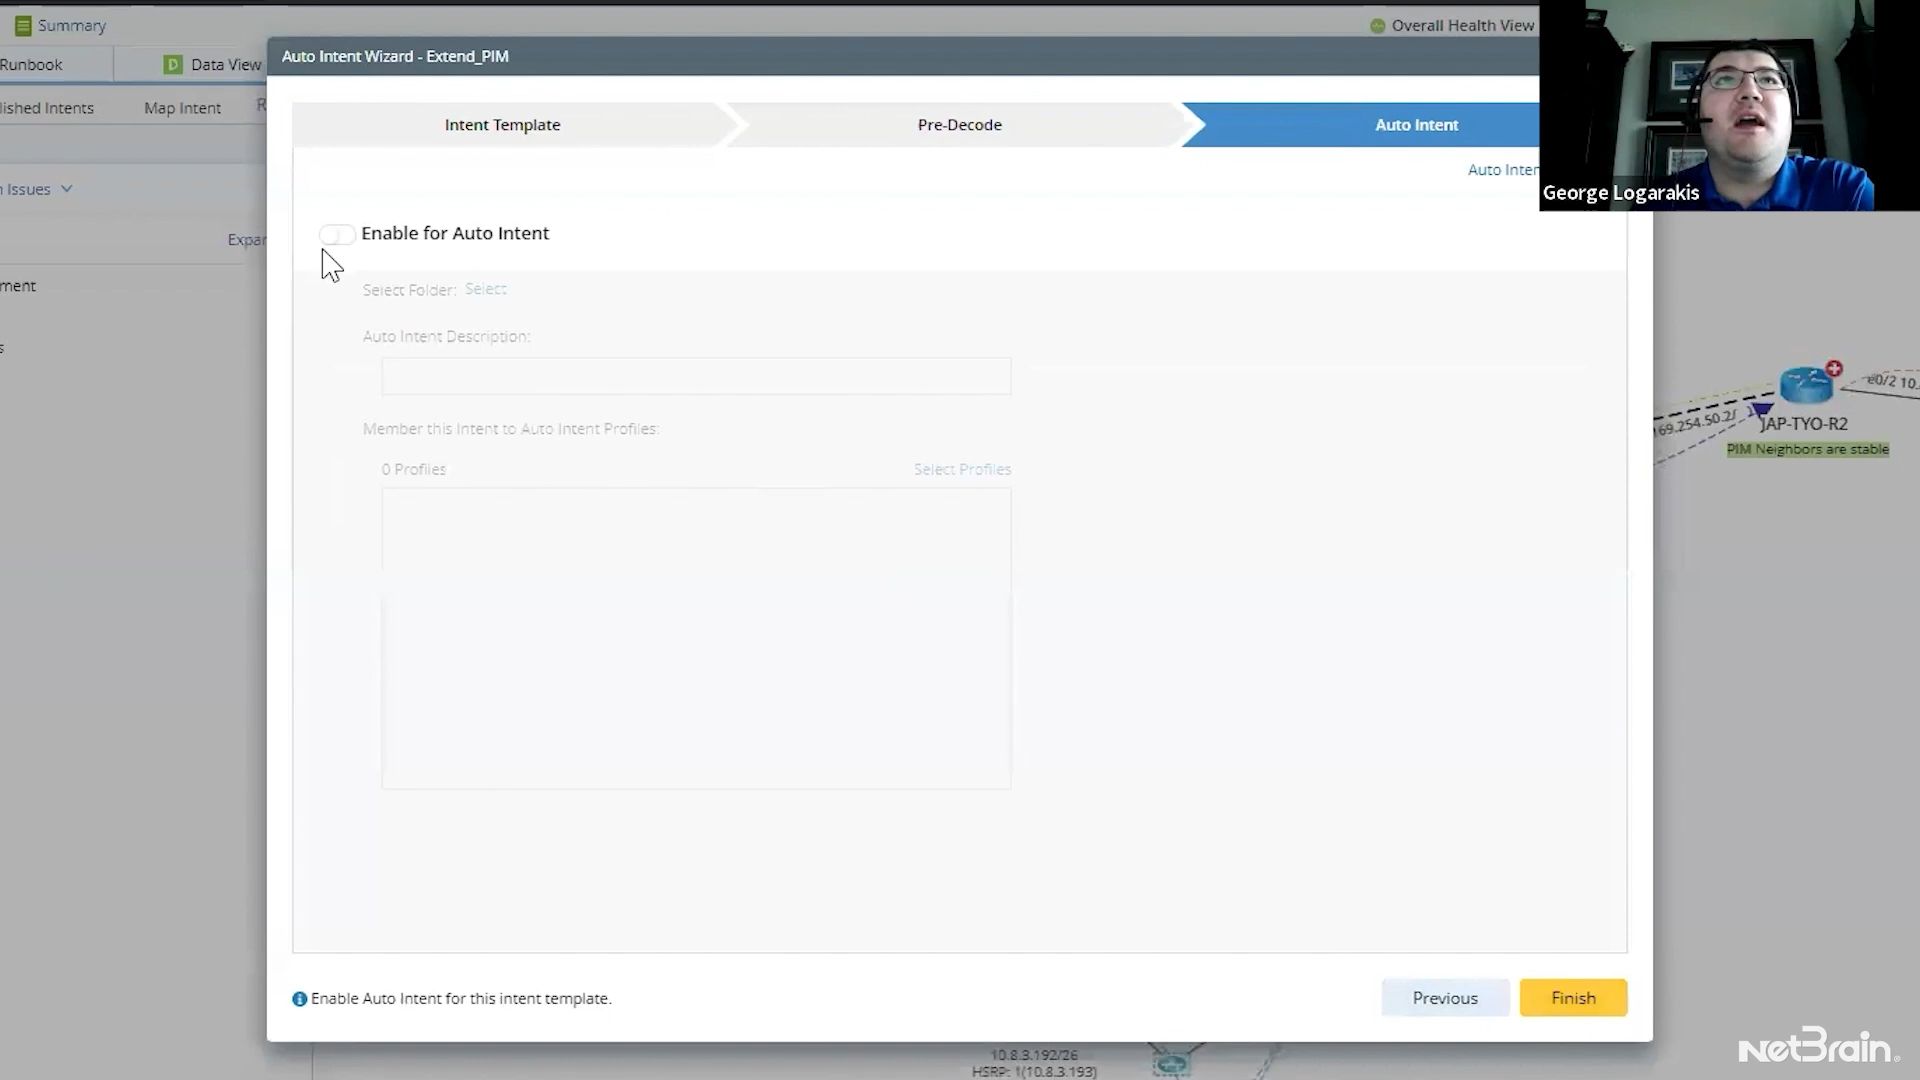 Summary
Overall Health View
Runbook
Data View
Auto Intent Wizard - Extend_PIM
lished Intents
Map Intent
R
Intent Template
Pre-Decode
Auto Intent
Auto Inten
n Issues
George Logarakis
Expan
Enable for Auto Intent
ment
Select Folder: Select
Auto Intent Description:
s
e0/2 10.
169.254.50.2/
JAP-TYO-R2
PIM Neighbors are stable
Member this Intent to Auto Intent Profiles:
0 Profiles
Select Profiles
Enable Auto Intent for this intent template.
Previous
Finish
10.8.3.192/26
HSRP: 1(10.8.3.193)
NetBrain